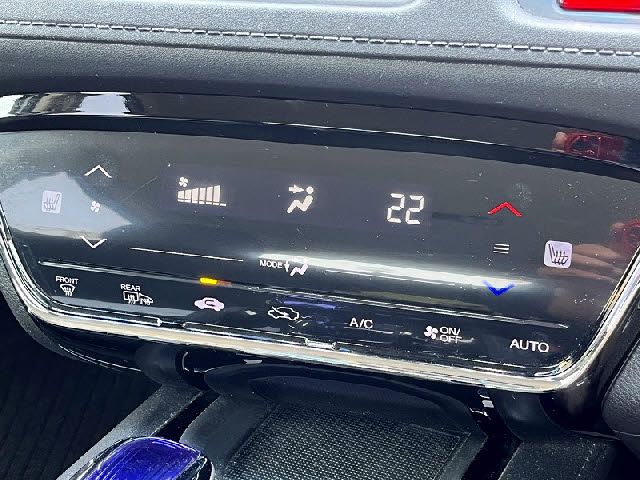 22
MODE
FRONT
REAR
A/C
ON/
OFF
AUTO